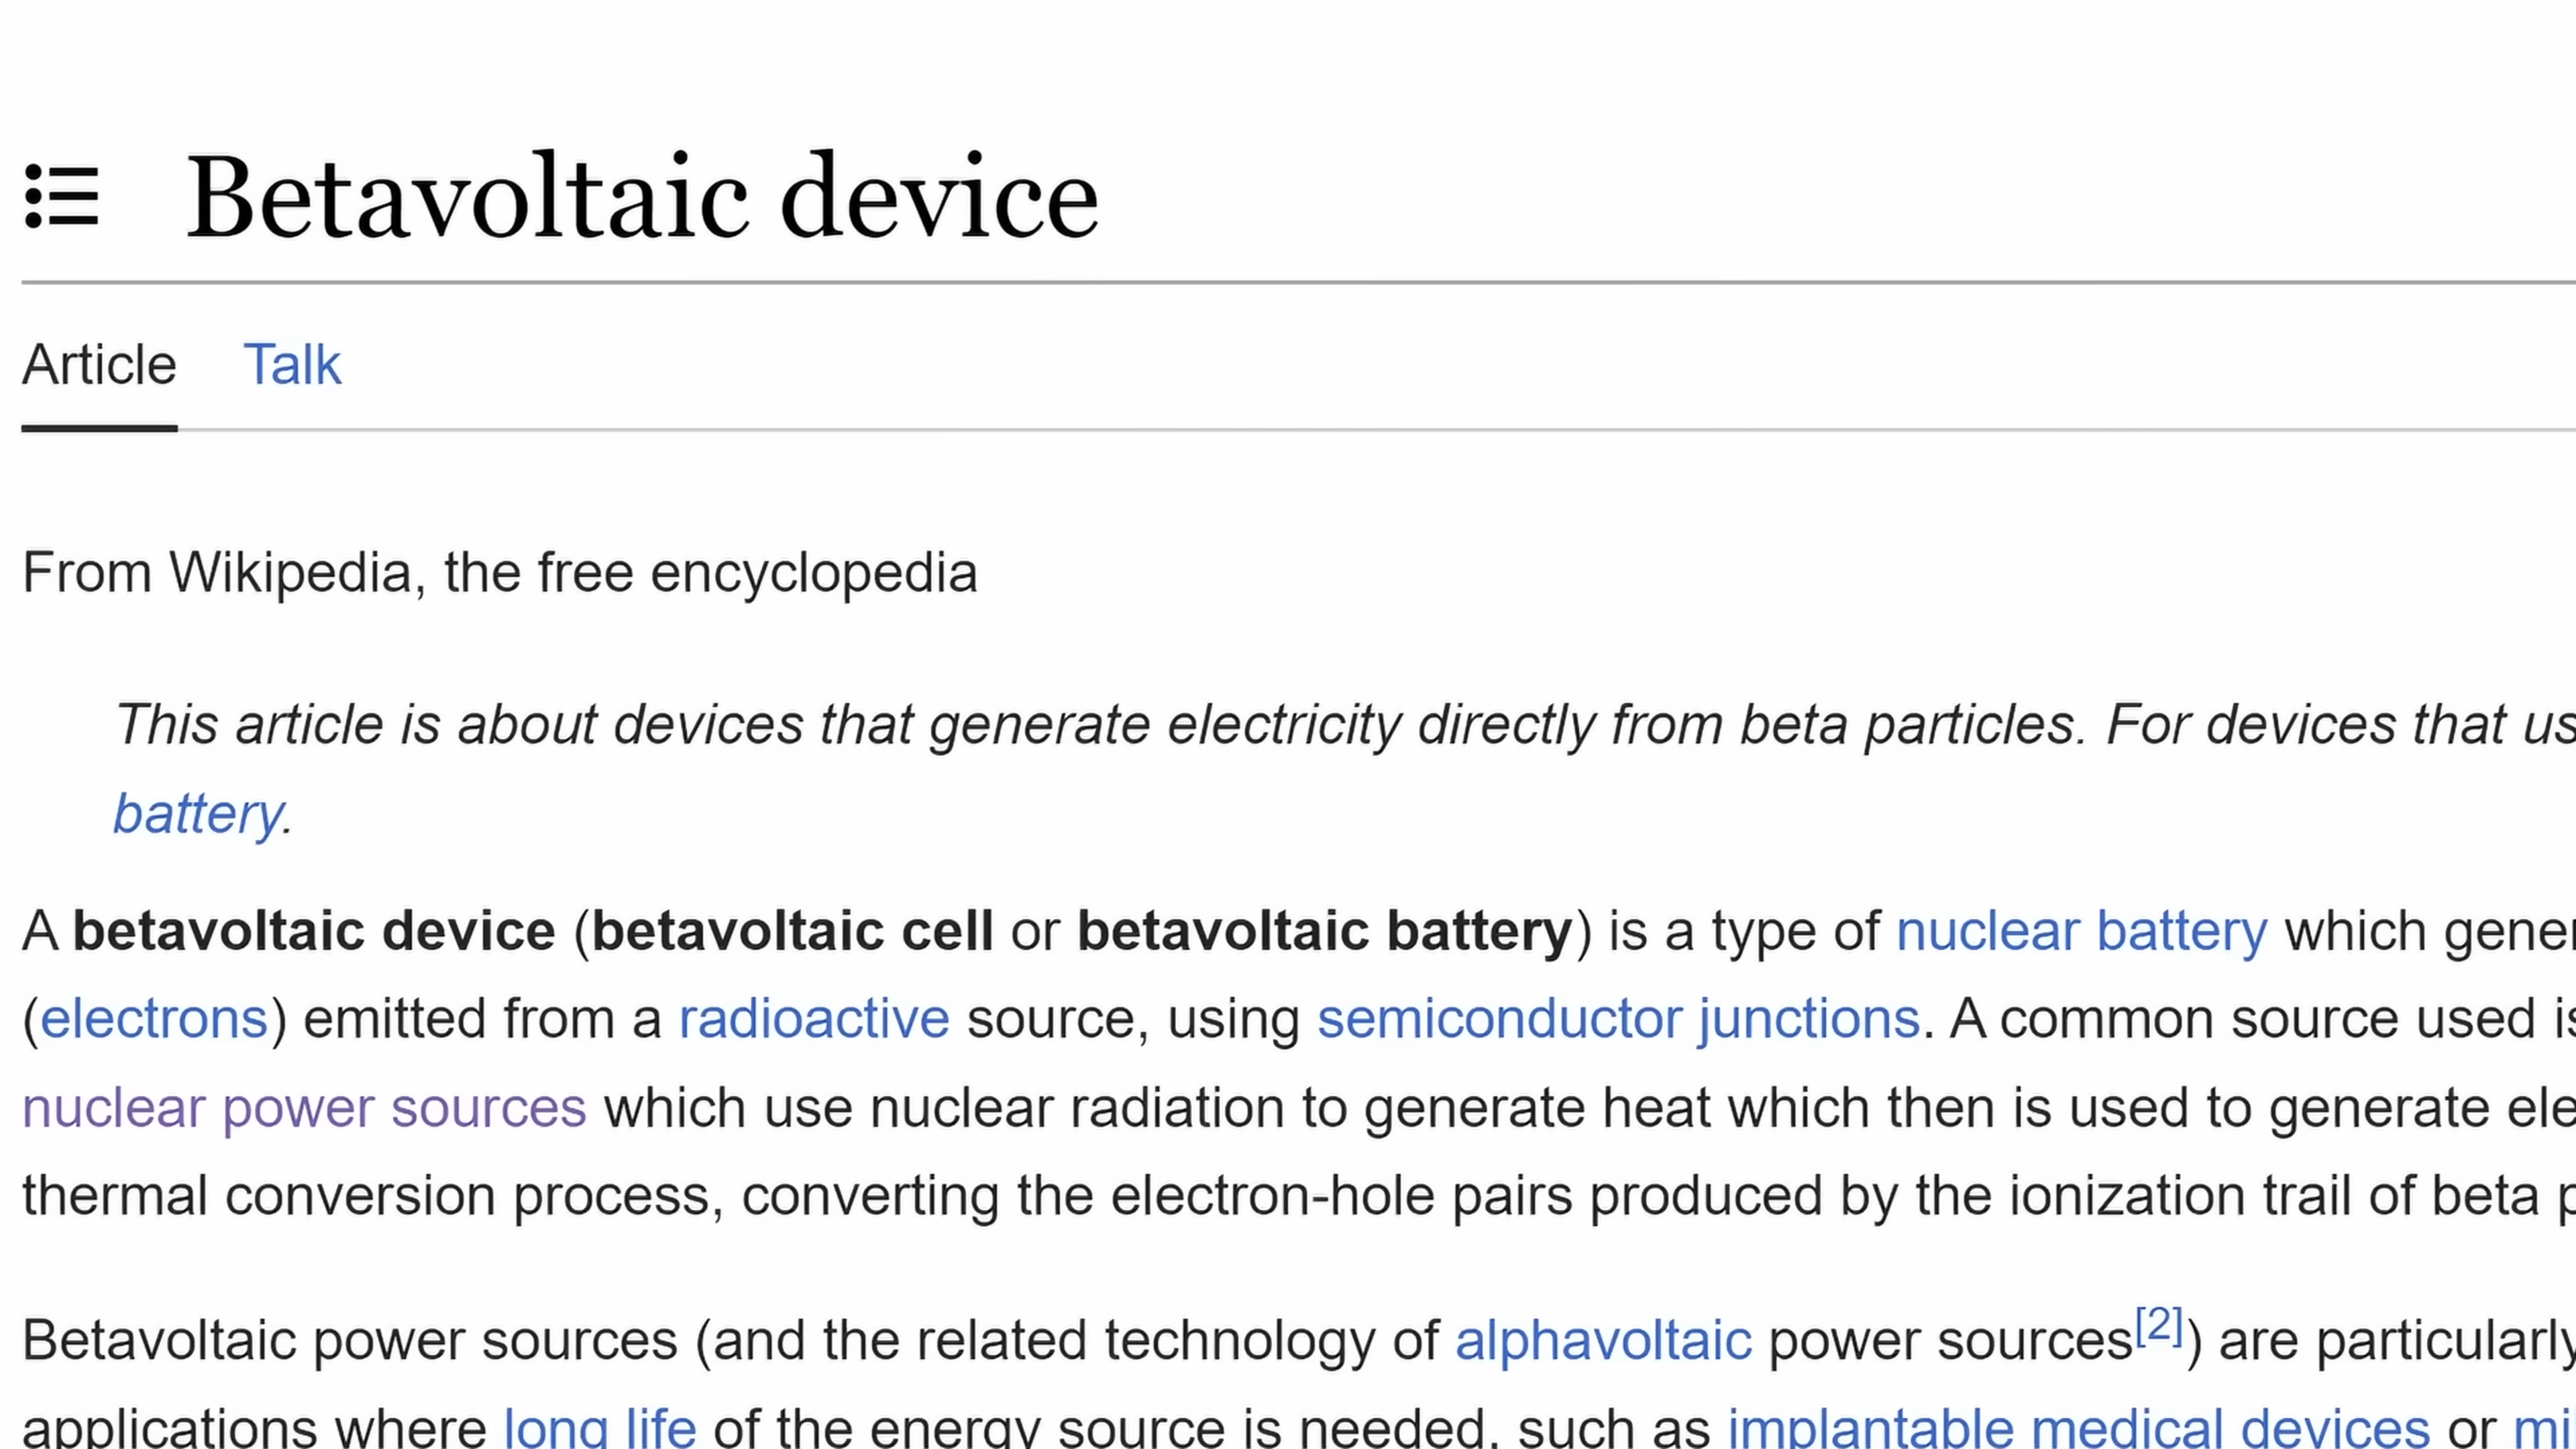 Betavoltaic device
Article Talk
From Wikipedia, the free encyclopedia
This article is about devices that generate electricity directly from beta particles. For devices that us
battery.
A betavoltaic device (betavoltaic cell or betavoltaic battery) is a type of nuclear battery which gener
(electrons) emitted from a radioactive source, using semiconductor junctions. A common source used is
nuclear power sources which use nuclear radiation to generate heat which then is used to generate ele
thermal conversion process, converting the electron-hole pairs produced by the ionization trail of beta p
Betavoltaic power sources (and the related technology of alphavoltaic power sources[2]) are particularly
applications where long life of the energy source is needed, such as implantable medical devices or mil